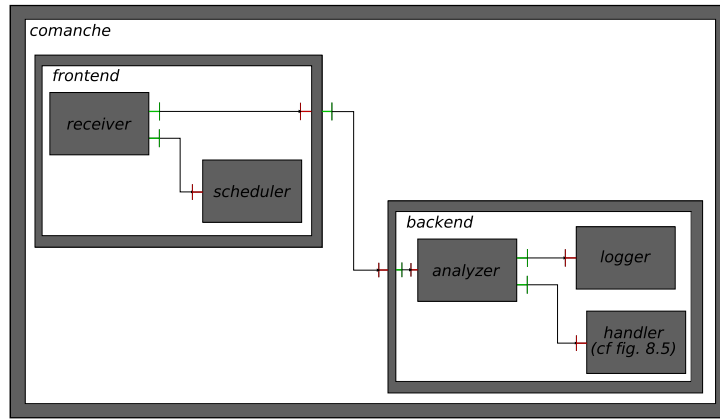 comanche
frontend
receiver
scheduler
backend
analyzer
logger
handler
(cf fig. 8.5)